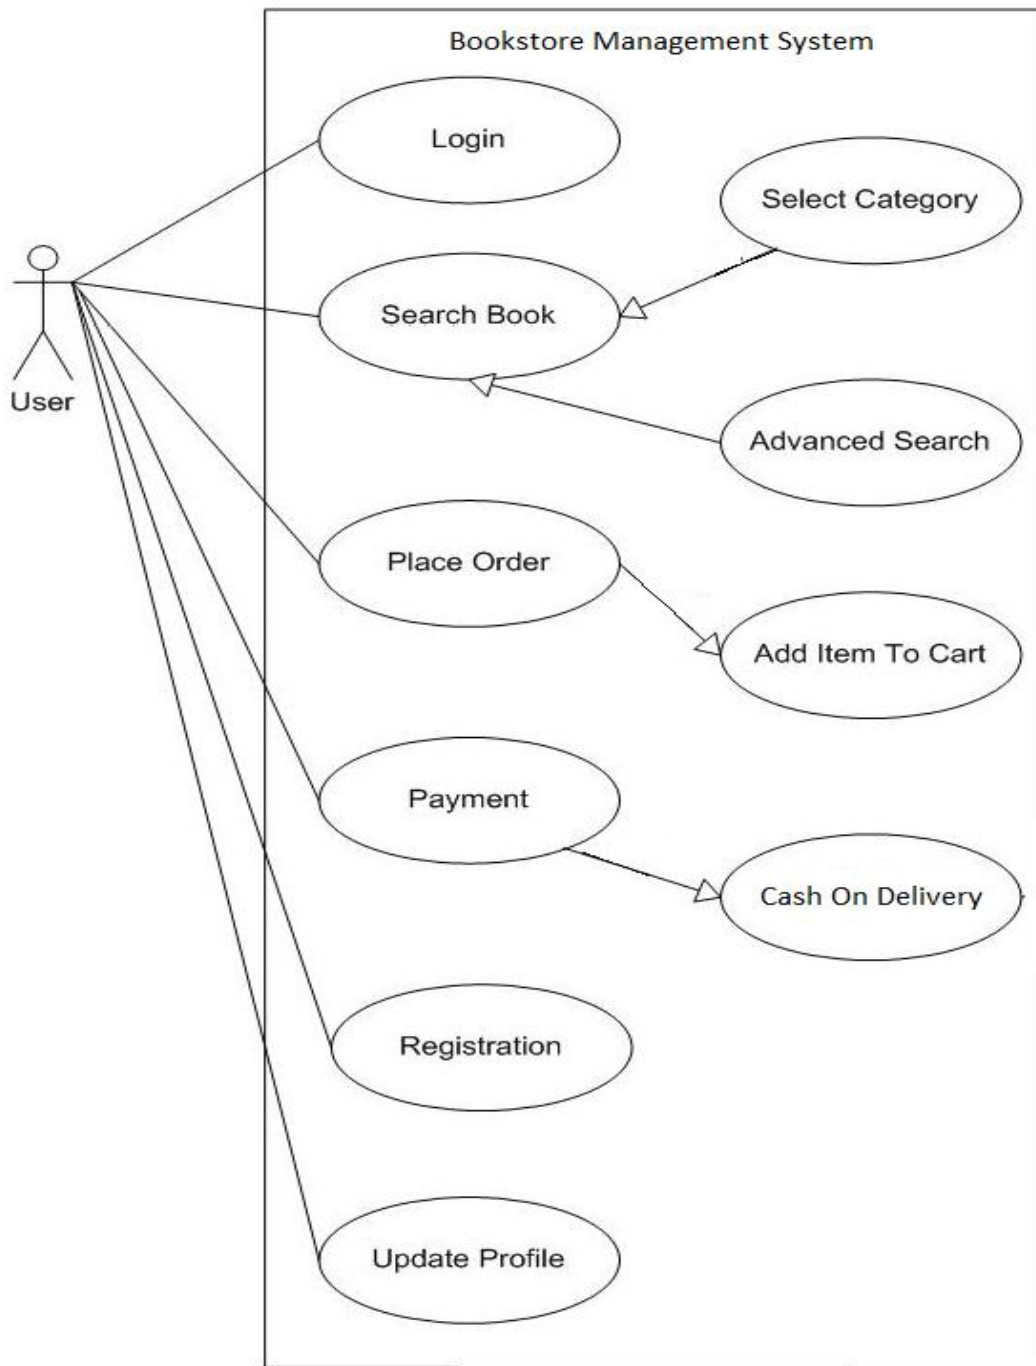 Bookstore Management System
Login
Select Category
Search Book
User
Advanced Search
Place Order
Add Item To Cart
Payment
Cash On Delivery
Registration
Update Profile